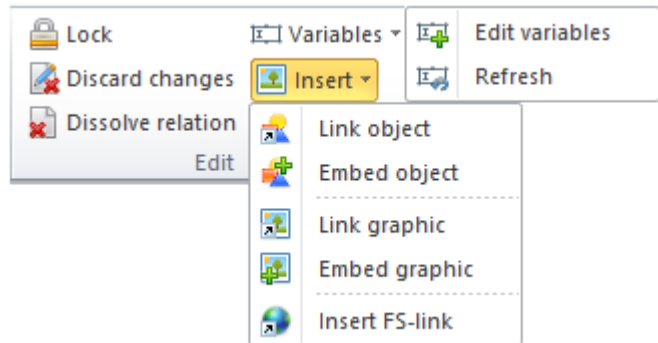 Lock
Variables
Edit variables
Discard changes
Insert
Refresh
Dissolve relation
Link object
Edit
Embed object
Link graphic
Embed graphic
Insert FS-link